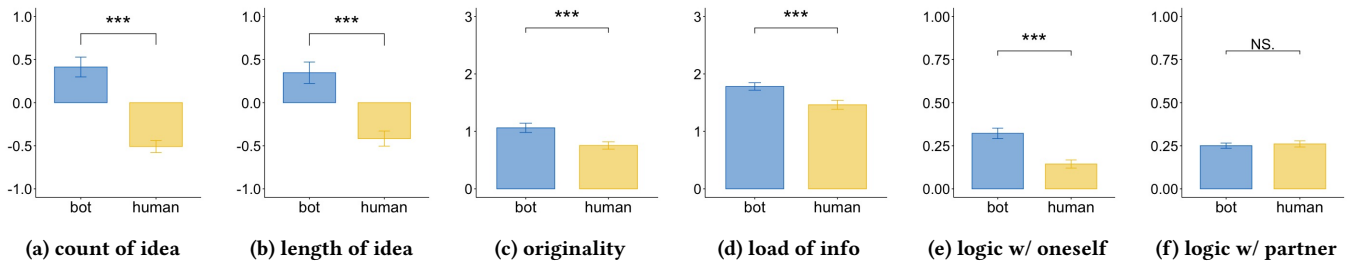 1.0
0.5
0.0
-0.5
-1.0
***
bot human
(a) count of idea
1.0
0.5
0.0
-0.5
-1.0
***
bot human
(b) length of idea
3
2
1
0
***
bot human
(c) originality
3
2
1
0
***
bot human
(d) load of info
1.00
0.75
0.50
0.25
0.00
***
bot human
(e) logic w/ oneself
1.00
0.75
0.50
0.25
0.00
NS.
bot human
(f) logic w/ partner